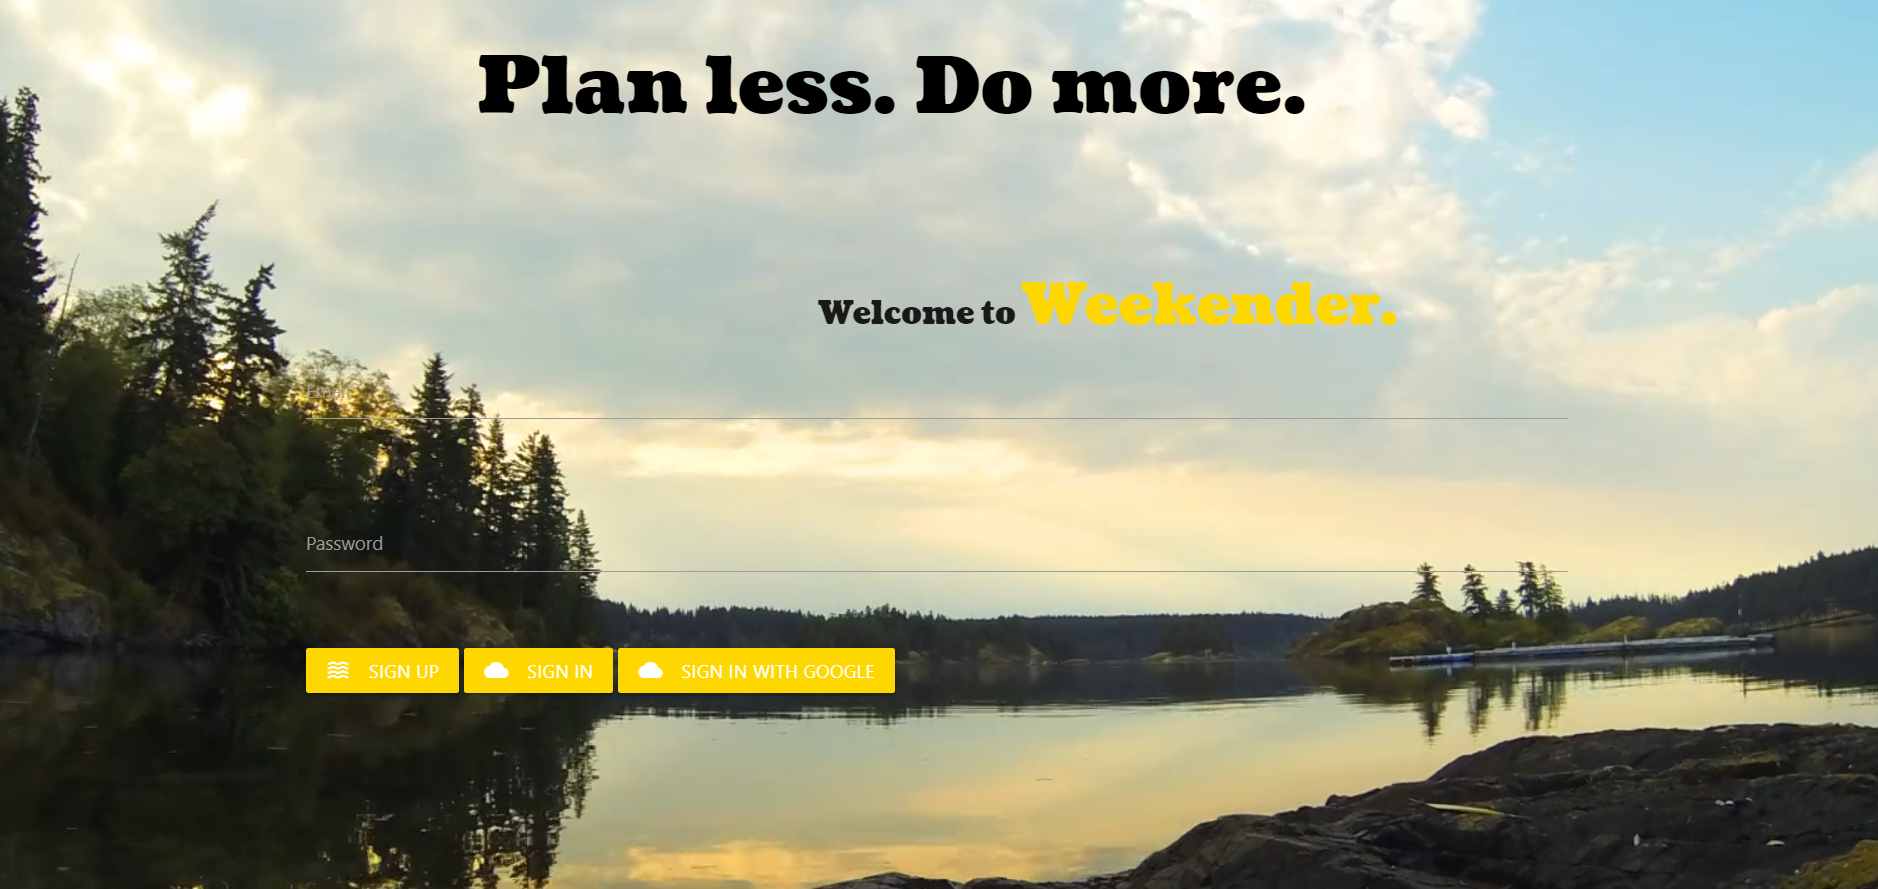 Plan less. Do more.
Welcome to Weekender.
Email
Password
SIGN UP SIGN IN SIGN IN WITH GOOGLE